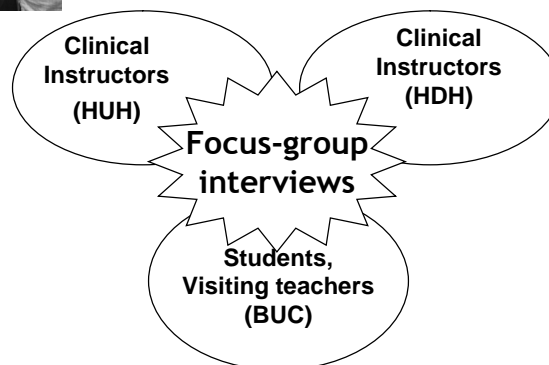 Clinical
Instructors
(HUH)
Clinical
Instructors
(HDH)
Focus-group
interviews
Students,
Visiting teachers
(BUC)